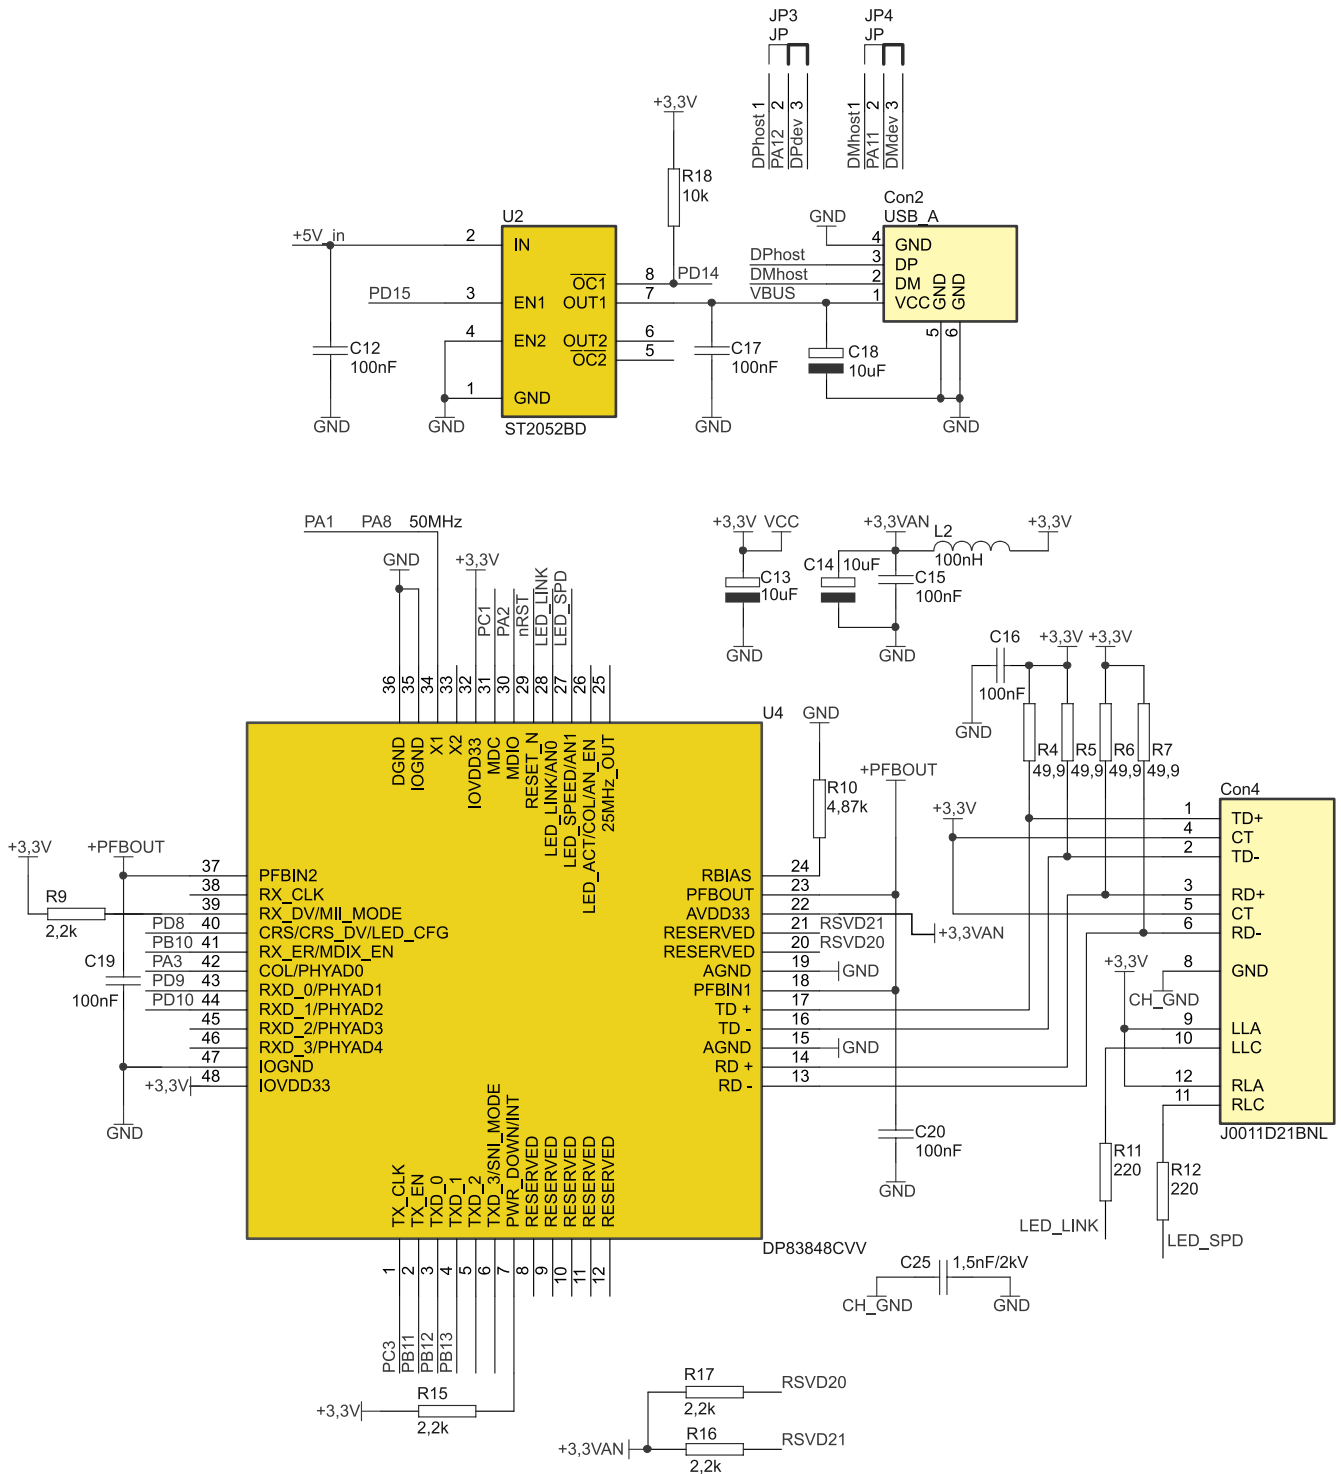 JP3
JP
JP4
JP
DPhost 1
PA12 2
DPdev 3
DMhost 1
PA11 2
DMdev 3
+3,3V
R18
10k
U2
+5V_in
2
IN
OC1
8
PD14
PD15
3
EN1
OUT1
7
4
EN2
OUT2
6
OC2
5
1
GND
ST2052BD
C12
100nF
GND
GND
C17
100nF
GND
VBUS
C18
10uF
GND
Con2
USB_A
GND
4
GND
DPhost
3
DP
DMhost
2
DM
1
VCC
GND
GND
5
6
GND
PA1
PA8
50MHz
GND
+3,3V
PC1
PA2
nRST
LED_LINK
LED_SPD
36
35
34
33
32
31
30
29
28
27
26
25
DGND
IOGND
X1
X2
IOVDD33
MDC
MDIO
RESET_N
LED_LINK/AN0
LED_SPEED/AN1
LED_ACT/COL/AN_EN
25MHz_OUT
U4
+3,3V
VCC
C13
10uF
GND
+3,3VAN
L2
100nH
+3,3V
C14
10uF
C15
100nF
GND
C16
100nF
GND
+3,3V
+3,3V
R4
49,9
R5
49,9
R6
49,9
R7
49,9
GND
R10
4,87k
+PFBOUT
+3,3V
Con4
1
TD+
4
CT
2
TD-
3
RD+
5
CT
6
RD-
8
GND
CH_GND
+3,3V
9
LLA
10
LLC
12
RLA
11
RLC
J0011D21BNL
R11
220
R12
220
LED_LINK
LED_SPD
+3,3V
R9
2,2k
+PFBOUT
C19
100nF
GND
37
PFBIN2
38
RX_CLK
39
RX_DV/MII_MODE
PD8
40
CRS/CRS_DV/LED_CFG
PB10
41
RX_ER/MDIX_EN
PA3
42
COL/PHYAD0
PD9
43
RXD_0/PHYAD1
PD10
44
RXD_1/PHYAD2
45
RXD_2/PHYAD3
46
RXD_3/PHYAD4
47
IOGND
+3,3V
48
IOVDD33
RBIAS
24
PFBOUT
23
AVDD33
22
+3,3VAN
RESERVED
21
RSVD21
RESERVED
20
RSVD20
AGND
19
GND
PFBIN1
18
TD +
17
TD -
16
AGND
15
GND
RD +
14
RD -
13
C20
100nF
GND
TX_CLK
TX_EN
TXD_0
TXD_1
TXD_2
TXD_3/SNI_MODE
PWR_DOWN/INT
RESERVED
RESERVED
RESERVED
RESERVED
RESERVED
DP83848CVV
1
2
3
4
5
6
7
8
9
10
11
12
PC3
PB11
PB12
PB13
C25
1,5nF/2kV
CH_GND
GND
+3,3V
R15
2,2k
R17
2,2k
RSVD20
+3,3VAN
R16
2,2k
RSVD21